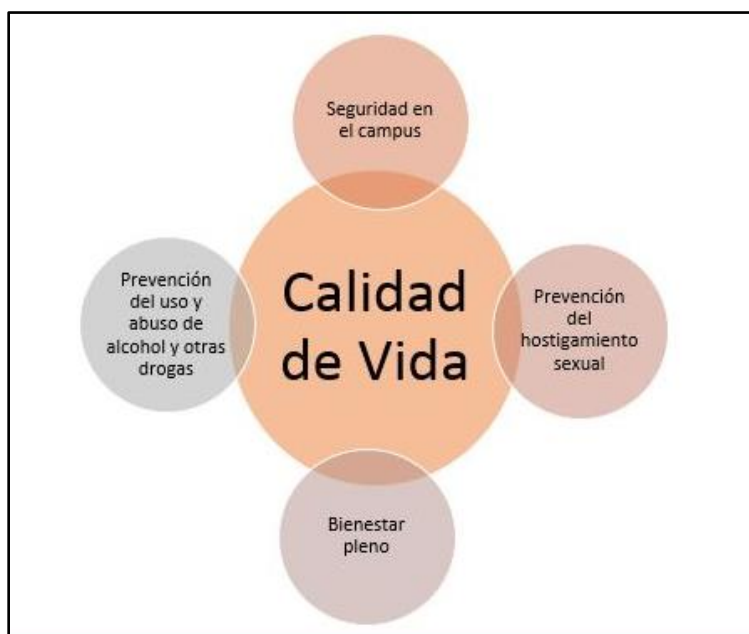 Seguridad en
el campus
Calidad
de Vida
Prevención
del uso y
abuso de
alcohol y otras
drogas
Prevención
del
hostigamiento
sexual
Bienestar
pleno